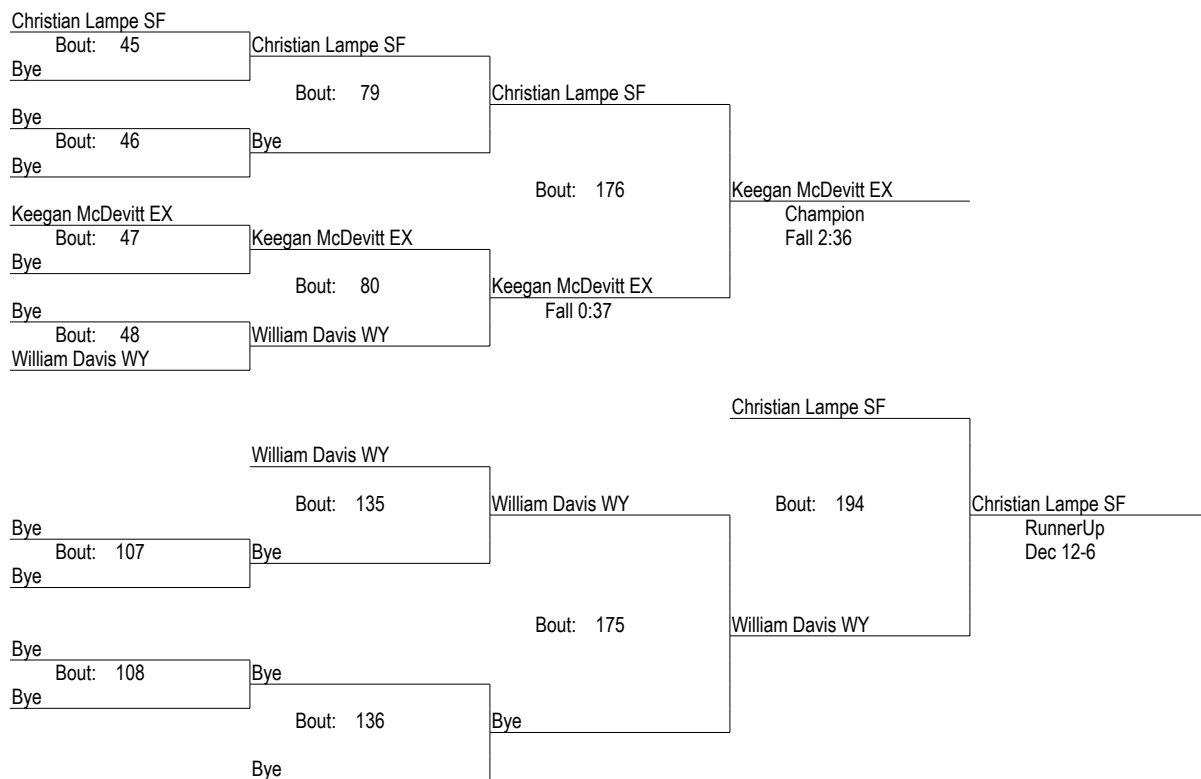 Christian Lampe SF
Bout: 45
Christian Lampe SF
Bye
Bout: 79
Christian Lampe SF
Bye
Bout: 46
Bye
Bye
Bout: 176
Keegan McDevitt EX
Champion
Fall 2:36
Keegan McDevitt EX
Bout: 47
Keegan McDevitt EX
Bye
Bout: 80
Keegan McDevitt EX
Fall 0:37
Bye
Bout: 48
William Davis WY
William Davis WY
Christian Lampe SF
William Davis WY
Bout: 135
William Davis WY
Bout: 194
Christian Lampe SF
RunnerUp
Dec 12-6
Bye
Bout: 107
Bye
Bye
Bout: 175
William Davis WY
Bye
Bout: 108
Bye
Bye
Bout: 136
Bye
Bye